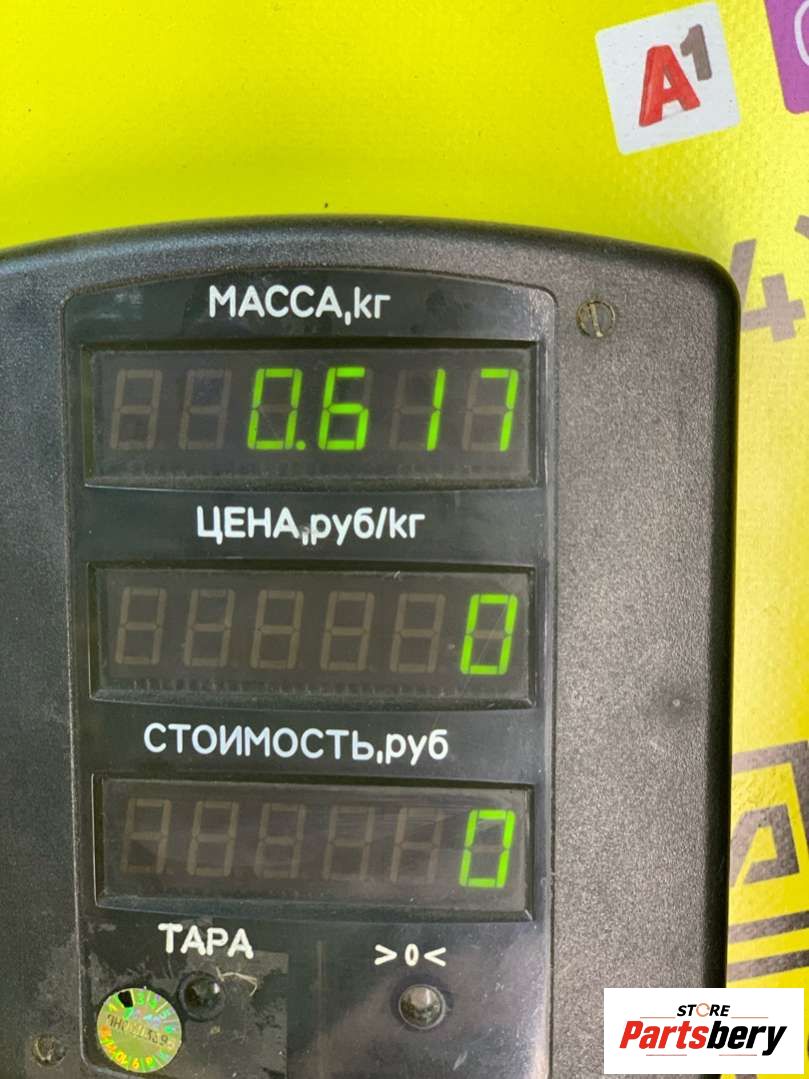 A1
МАССА,кг
0.617
ЦЕНА,руб/кг
0
СТОИМОСТЬ,руб
0
ТАРА
>0<
STORE
Partsbery